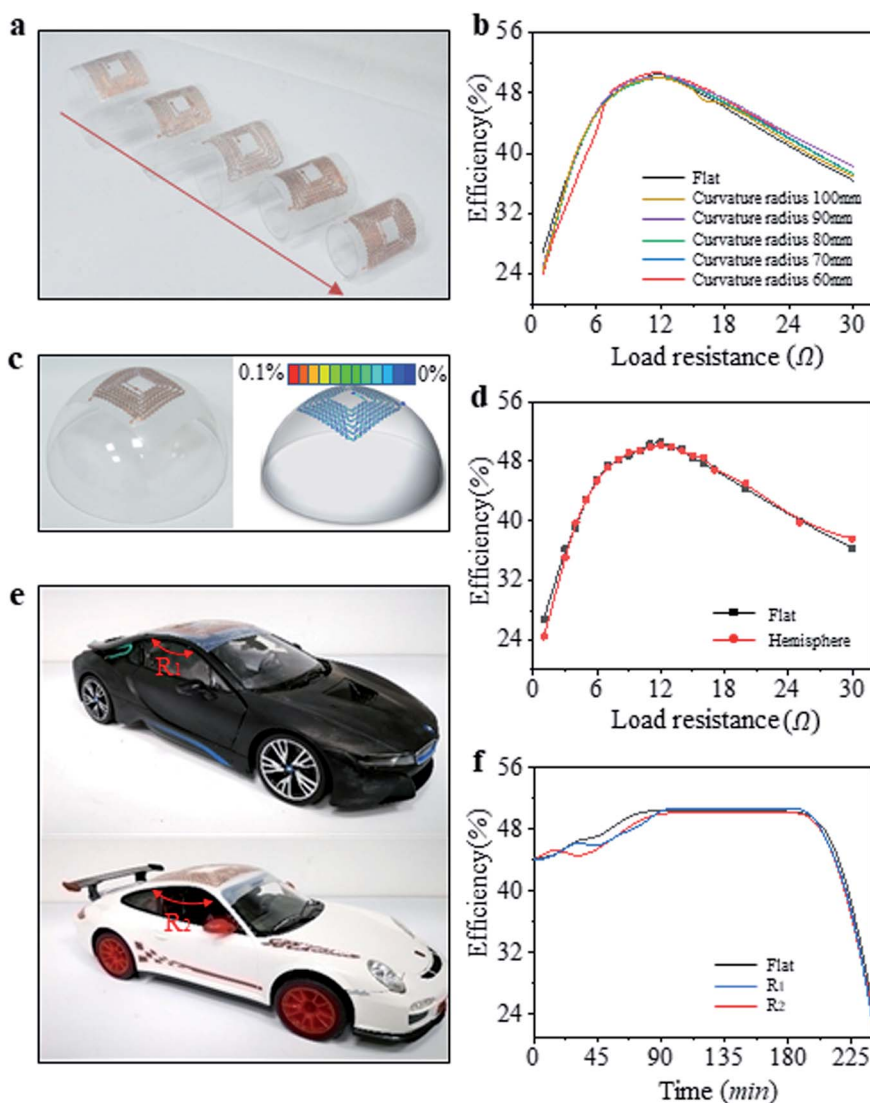 a
b
56
48
40
32
24
Efficiency(%)
Flat
Curvature radius 100mm
Curvature radius 90mm
Curvature radius 80mm
Curvature radius 70mm
Curvature radius 60mm
0 6 12 18 24 30
Load resistance (Ω)
c
0.1% 0%
d
56
48
40
32
24
Efficiency(%)
Flat
Hemisphere
0 6 12 18 24 30
Load resistance (Ω)
e
R1
R2
f
56
48
44
48
24
Efficiency(%)
Flat
R1
R2
0 45 90 135 180 225
Time (min)